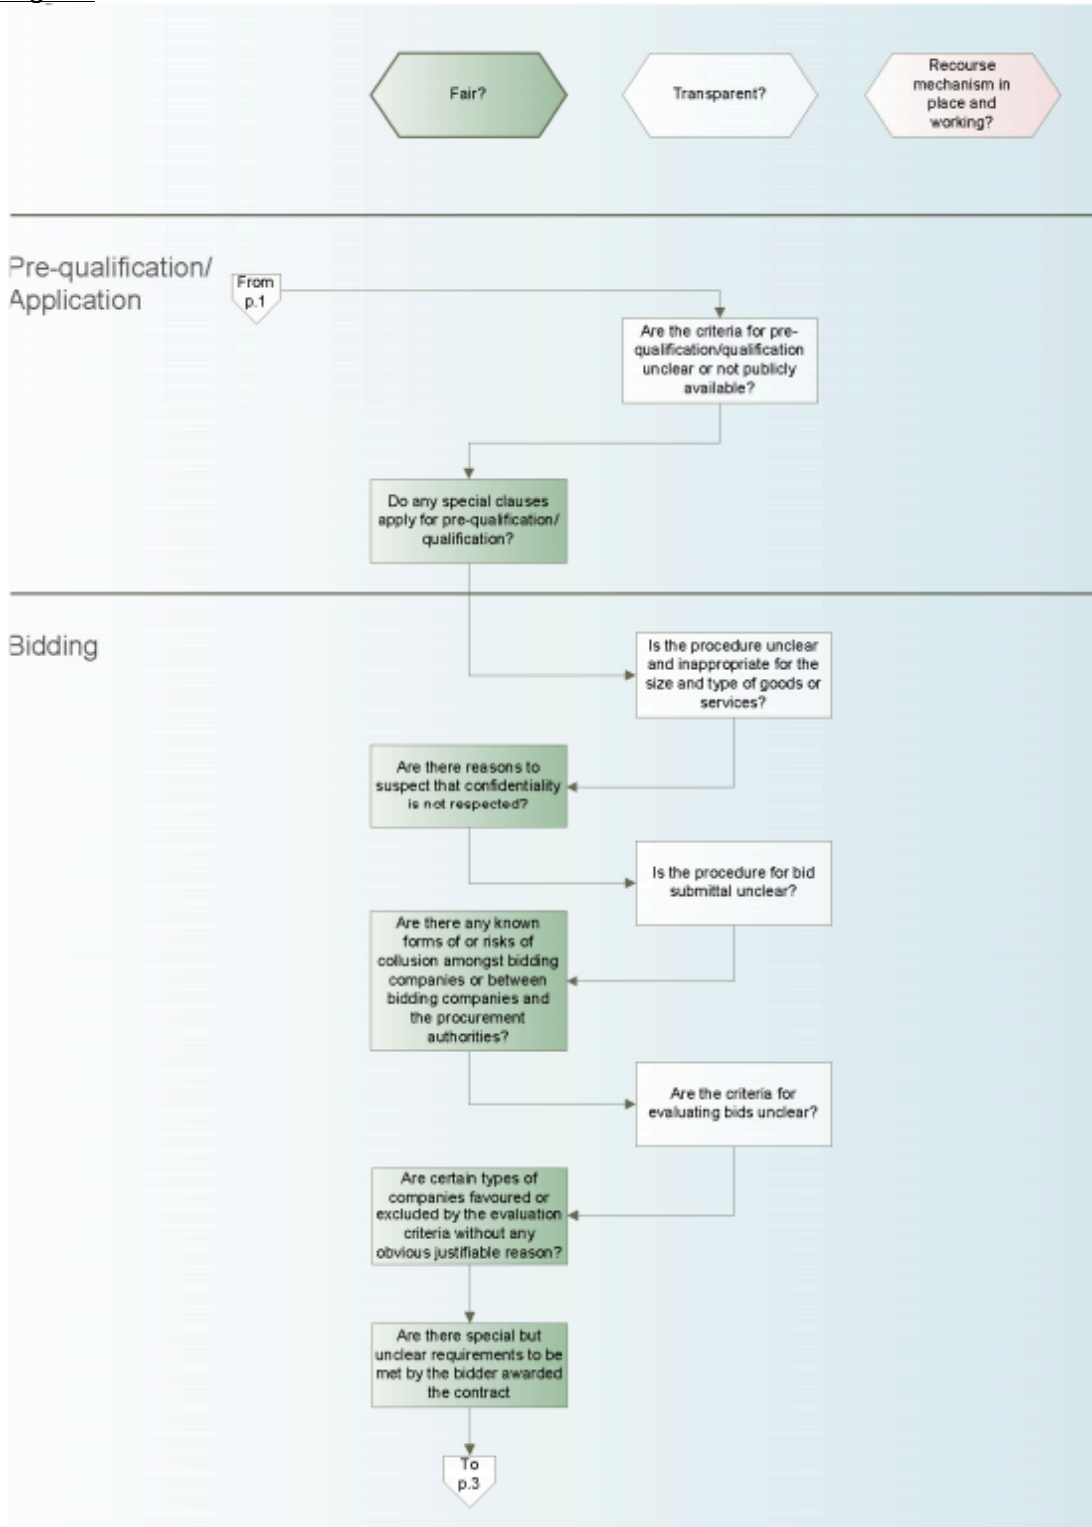 Fair?
Transparent?
Recourse
mechanism in
place and
working?
Pre-qualification/
Application
From
p.1
Are the criteria for pre-
qualification/qualification
unclear or not publicly
available?
Do any special clauses
apply for pre-qualification/
qualification?
Bidding
Is the procedure unclear
and inappropriate for the
size and type of goods or
services?
Are there reasons to
suspect that confidentiality
is not respected?
Is the procedure for bid
submittal unclear?
Are there any known
forms of or risks of
collusion amongst bidding
companies or between
bidding companies and
the procurement
authorities?
Are the criteria for
evaluating bids unclear?
Are certain types of
companies favoured or
excluded by the evaluation
criteria without any
obvious justifiable reason?
Are there special but
unclear requirements to be
met by the bidder awarded
the contract
To
p.3